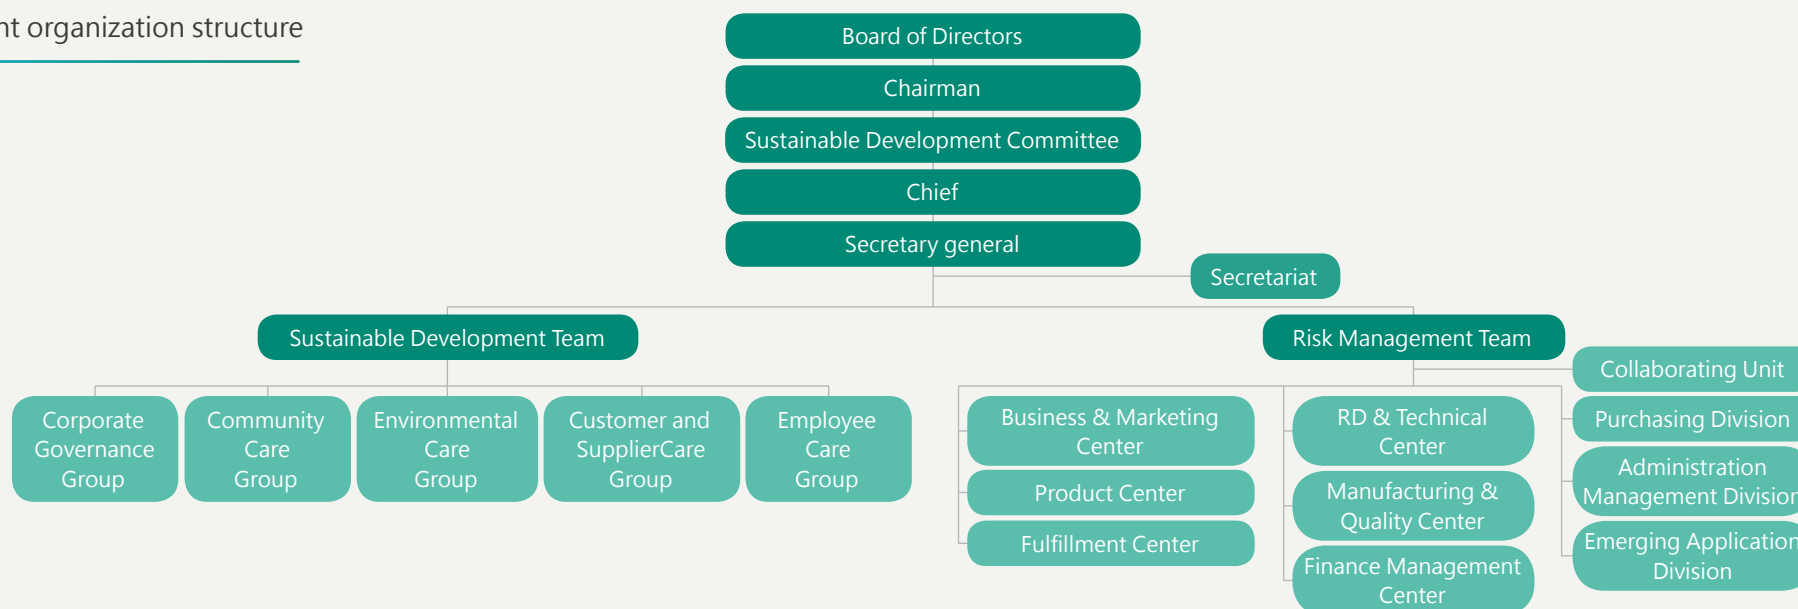 organization structure
Board of Directors
Chairman
Sustainable Development Committee
Chief
Secretary general
Secretariat
Sustainable Development Team
Risk Management Team
Collaborating Unit
Corporate
Governance
Group
Community
Care
Group
Environmental
Care
Group
Customer and
SupplierCare
Group
Employee
Care
Group
Business & Marketing
Center
Product Center
Fulfillment Center
RD & Technical
Center
Manufacturing &
Quality Center
Finance Management
Center
Purchasing Division
Administration
Management Division
Emerging Application
Division